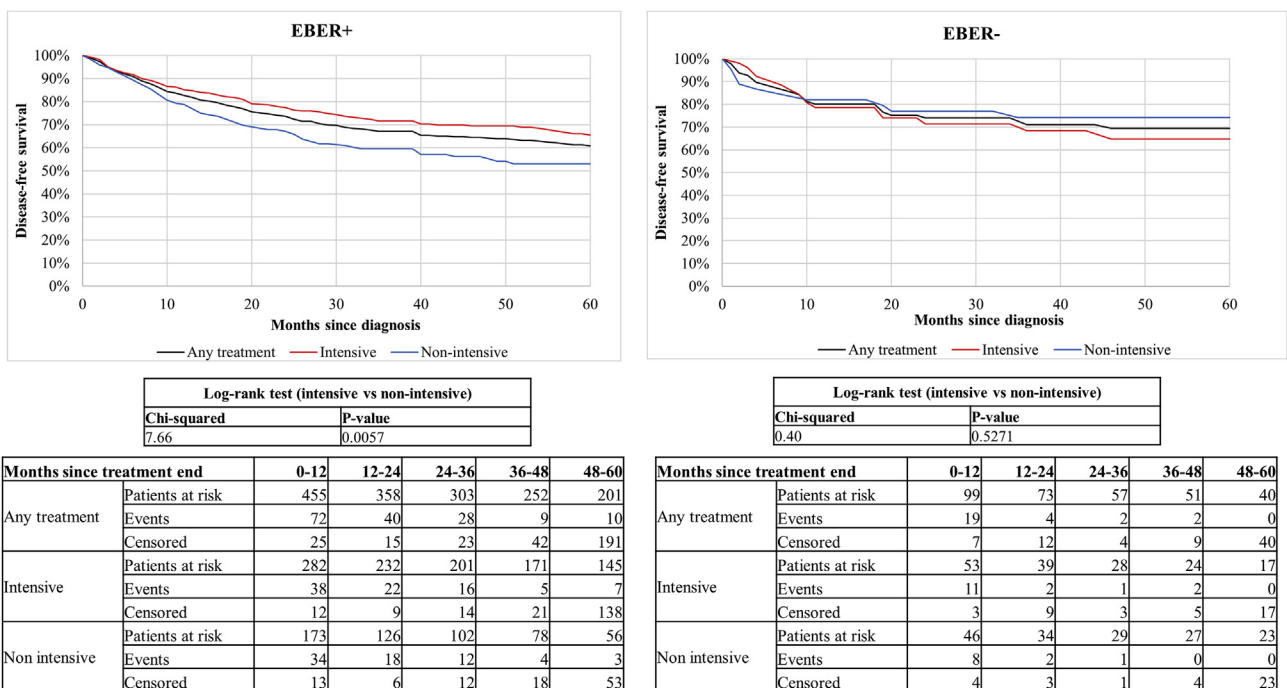 EBER+
100%
90%
80%
70%
60%
50%
40%
30%
20%
10%
0%
Disease-free survival
0 10 20 30 40 50 60
Months since diagnosis
Any treatment Intensive Non-intensive
Log-rank test (intensive vs non-intensive)
Chi-squared P-value
7.66 0.0057
Months since treatment end 0-12 12-24 24-36 36-48 48-60
Any treatment
Patients at risk 455 358 303 252 201
Events 72 40 28 9 10
Censored 25 15 23 42 191
Intensive
Patients at risk 282 232 201 171 145
Events 38 22 16 5 7
Censored 12 9 14 21 138
Non intensive
Patients at risk 173 126 102 78 56
Events 34 18 12 4 3
Censored 13 6 12 18 53
EBER-
100%
90%
80%
70%
60%
50%
40%
30%
20%
10%
0%
Disease-free survival
0 10 20 30 40 50 60
Months since diagnosis
Any treatment Intensive Non-intensive
Log-rank test (intensive vs non-intensive)
Chi-squared P-value
0.40 0.5271
Months since treatment end 0-12 12-24 24-36 36-48 48-60
Any treatment
Patients at risk 99 73 57 51 40
Events 19 4 2 2 0
Censored 7 12 4 9 40
Intensive
Patients at risk 53 39 28 24 17
Events 11 2 1 2 0
Censored 3 9 3 5 17
Non intensive
Patients at risk 46 34 29 27 23
Events 8 2 1 0 0
Censored 4 3 1 4 23